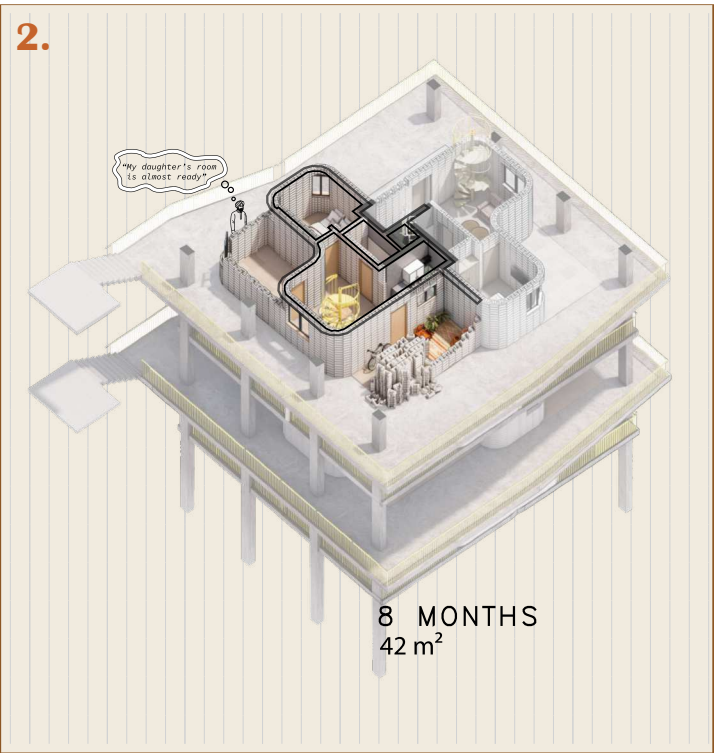 2.
"My daughter's room
is almost ready"
8 MONTHS
42 m²